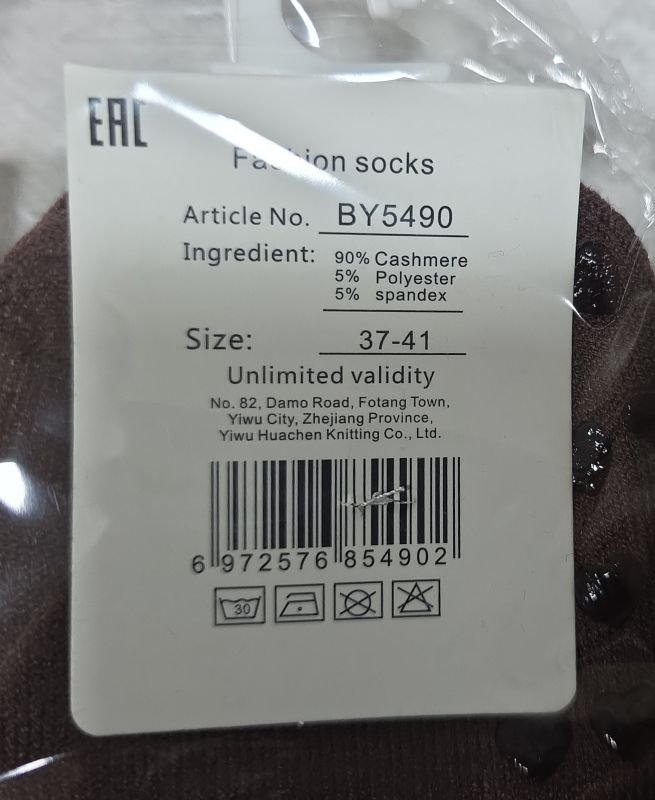 EAC
Fashion socks
Article No. BY5490
Ingredient: 90% Cashmere
5% Polyester
5% spandex
Size: 37-41
Unlimited validity
No. 82, Damo Road, Fotang Town,
Yiwu City, Zhejiang Province,
Yiwu Huachen Knitting Co., Ltd.
6 972576 854902
30